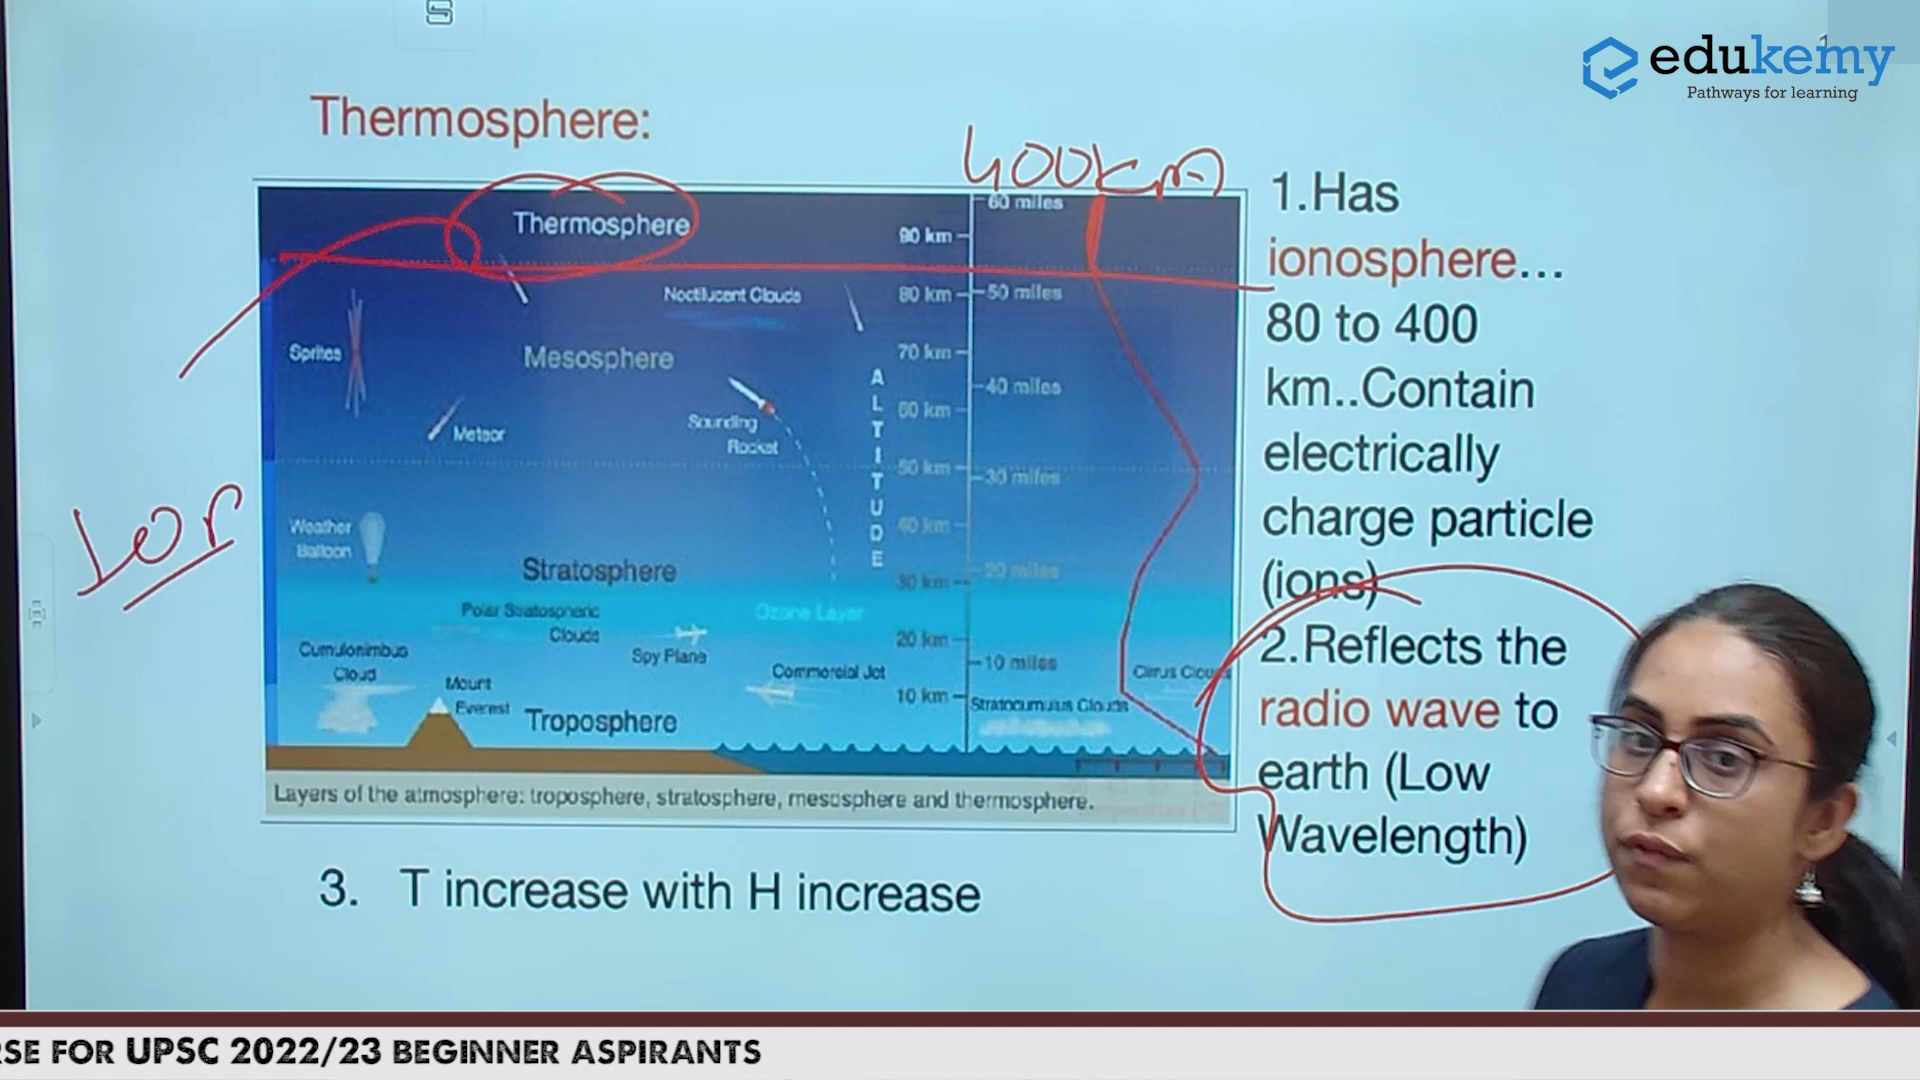 edukemy
Pathways for learning
Thermosphere:
400km
Thermosphere
60 miles
90 km
Noctilucent Clouds
80 km
50 miles
Sprites
Mesosphere
70 km
40 miles
ALTITUDE
60 km
Meteor
Sounding
Rocket
50 km
30 miles
Weather
Balloon
40 km
Stratosphere
30 km
20 miles
Polar Stratospheric
Clouds
Ozone Layer
20 km
Cumulonimbus
Cloud
Spy Plane
Commercial Jet
10 miles
Mount
Everest
10 km
Stratocumulus Clouds
Cirrus
Troposphere
Layers of the atmosphere: troposphere, stratosphere, mesosphere and thermosphere.
1.Has
ionosphere...
80 to 400
km..Contain
electrically
charge particle
(ions)
2.Reflects the
radio wave to
earth (Low
Wavelength)
3. T increase with H increase
RSE FOR UPSC 2022/23 BEGINNER ASPIRANTS